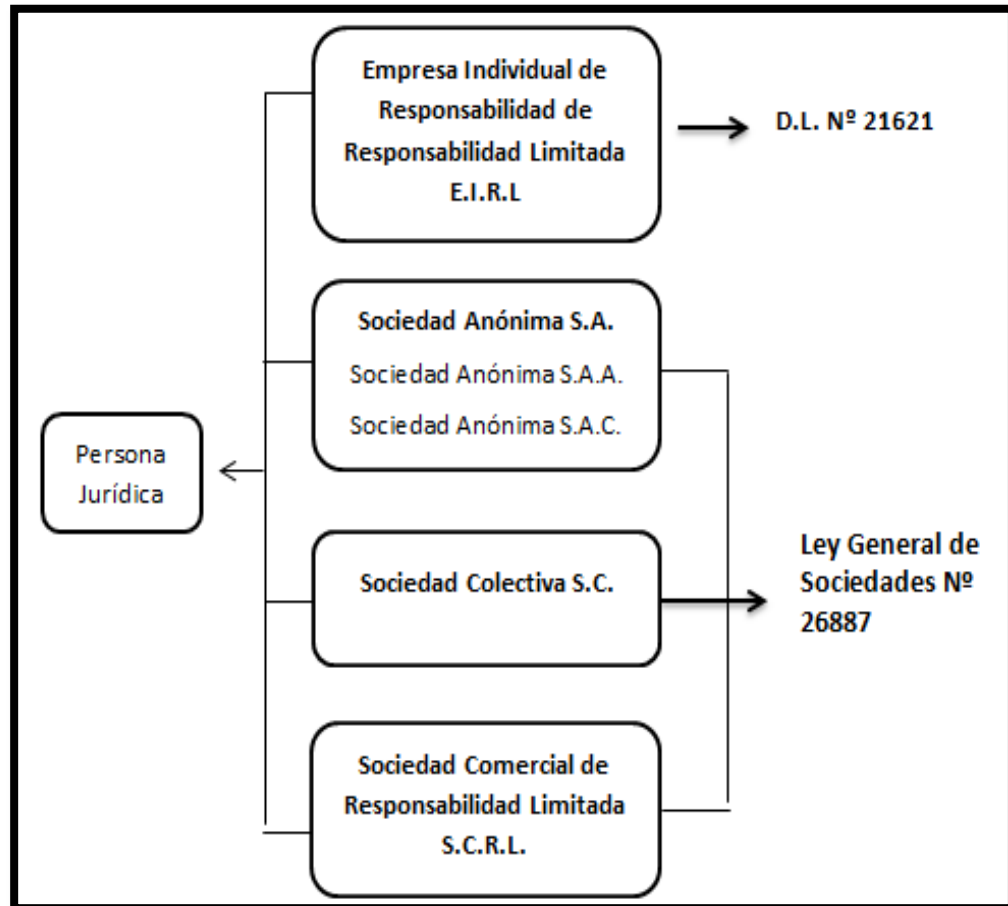 Empresa Individual de
Responsabilidad de
Responsabilidad Limitada
E.I.R.L
D.L. Nº 21621
Sociedad Anónima S.A.
Sociedad Anónima S.A.A.
Sociedad Anónima S.A.C.
Persona
Jurídica
Sociedad Colectiva S.C.
Ley General de
Sociedades Nº
26887
Sociedad Comercial de
Responsabilidad Limitada
S.C.R.L.